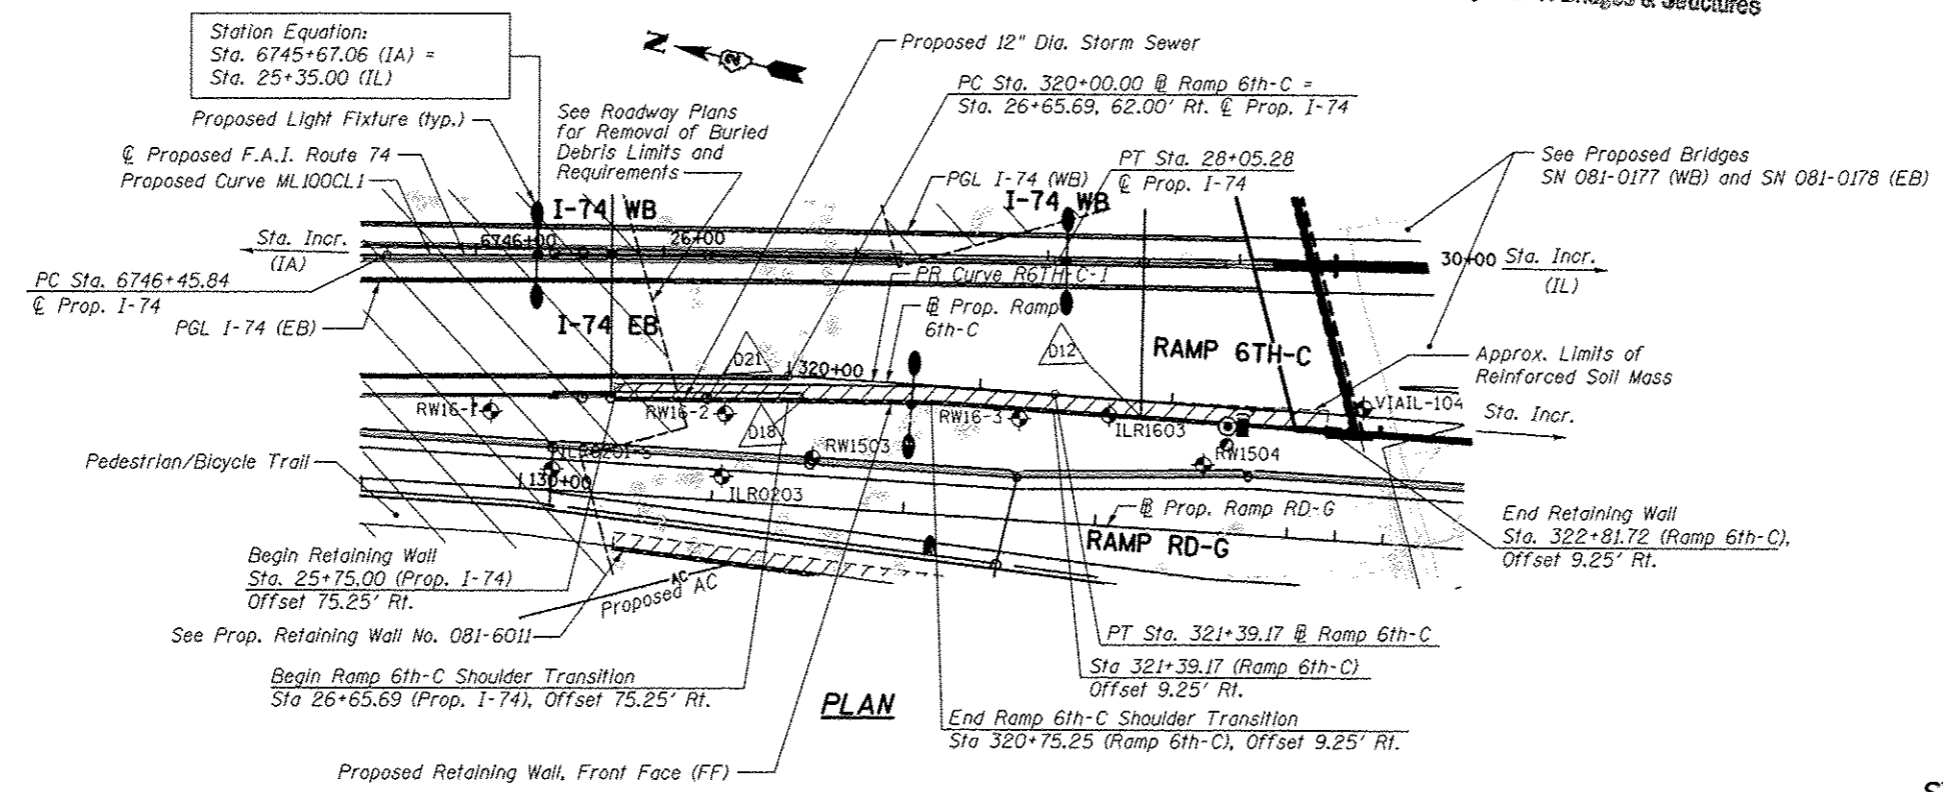 Bridges & Structures
Station Equation:
Sta. 6745+67.06 (IA) =
Sta. 25+35.00 (IL)
N
2
Proposed 12" Dia. Storm Sewer
PC Sta. 320+00.00 ℄ Ramp 6th-C =
Sta. 26+65.69, 62.00' Rt. ℄ Prop. I-74
Proposed Light Fixture (typ.)
See Roadway Plans
for Removal of Buried
Debris Limits and
Requirements
℄ Proposed F.A.I. Route 74
Proposed Curve ML100CL1
PT Sta. 28+05.28
℄ Prop. I-74
See Proposed Bridges
SN 081-0177 (WB) and SN 081-0178 (EB)
PGL I-74 (WB)
I-74 WB
I-74 WB
Sta. Incr.
(IA)
6746+00
26+00
30+00
Sta. Incr.
(IL)
PC Sta. 6746+45.84
℄ Prop. I-74
PR Curve R6TH-C-1
PGL I-74 (EB)
I-74 EB
℔ Prop. Ramp
6th-C
D21
D12
RAMP 6TH-C
Approx. Limits of
Reinforced Soil Mass
320+00
RW16-1
RW16-2
D18
RW16-3
ILR1603
VIAIL-104
Sta. Incr.
RW1503
RW1504
Pedestrian/Bicycle Trail
130+00
ILR0203
℔ Prop. Ramp RD-G
RAMP RD-G
End Retaining Wall
Sta. 322+81.72 (Ramp 6th-C),
Offset 9.25' Rt.
Begin Retaining Wall
Sta. 25+75.00 (Prop. I-74)
Offset 75.25' Rt.
AC
Proposed AC
See Prop. Retaining Wall No. 081-6011
PT Sta. 321+39.17 ℔ Ramp 6th-C
Sta 321+39.17 (Ramp 6th-C)
Offset 9.25' Rt.
Begin Ramp 6th-C Shoulder Transition
Sta 26+65.69 (Prop. I-74), Offset 75.25' Rt.
PLAN
End Ramp 6th-C Shoulder Transition
Sta 320+75.25 (Ramp 6th-C), Offset 9.25' Rt.
Proposed Retaining Wall, Front Face (FF)